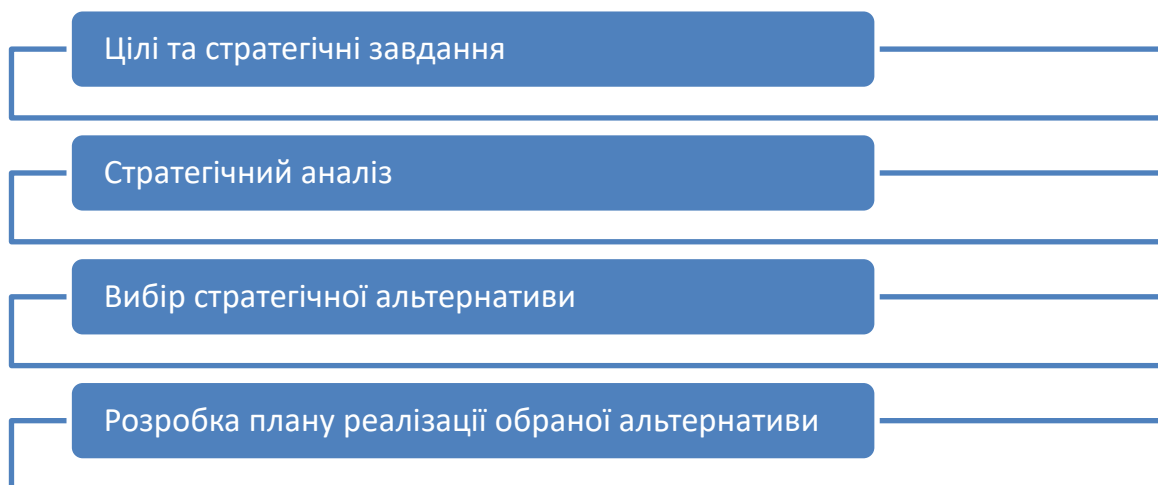 Цілі та стратегічні завдання
Стратегічний аналіз
Вибір стратегічної альтернативи
Розробка плану реалізації обраної альтернативи